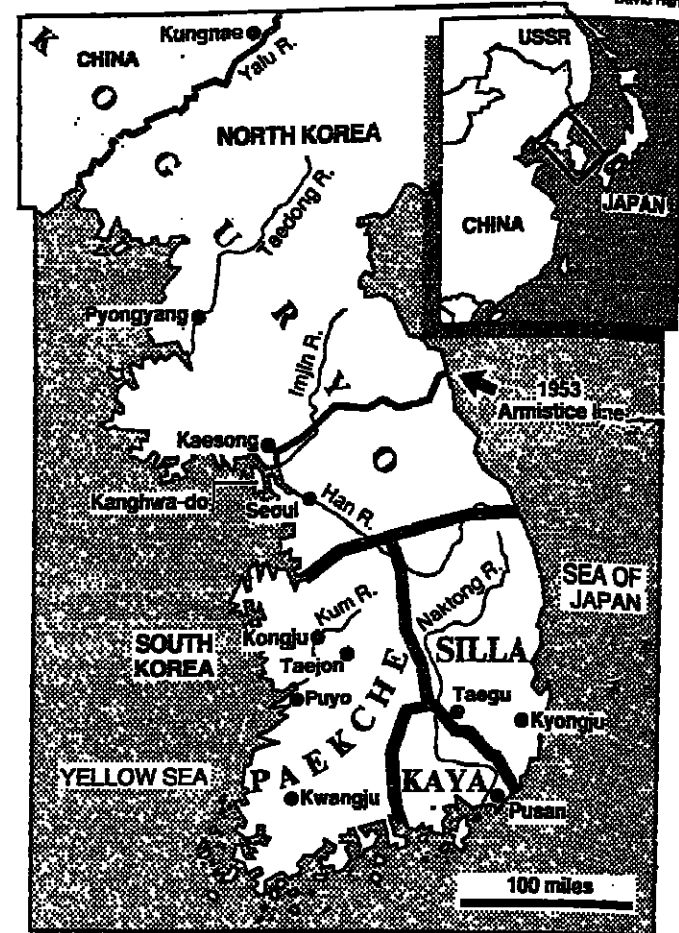 Kungnae
CHINA
Yalu R.
KOGURYO
NORTH KOREA
Taedong R.
Pyongyang
Imjin R.
1953
Armistice line
Kaesong
Kanghwa-do
Seoul
Han R.
SEA OF
JAPAN
Naktong R.
Kum R.
Kongju
SOUTH
KOREA
Taejon
SILLA
Puyo
Taegu
Kyongju
PAEKCHE
YELLOW SEA
KAYA
Kwangju
Pusan
100 miles
USSR
JAPAN
CHINA
David